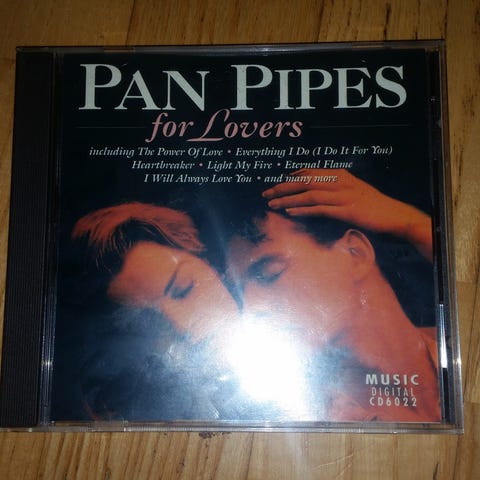 PAN PIPES
for Lovers
including The Power Of Love • Everything I Do (I Do It For You)
Heartbreaker • Light My Fire • Eternal Flame
I Will Always Love You • and many more
MUSIC
DIGITAL
CD6022